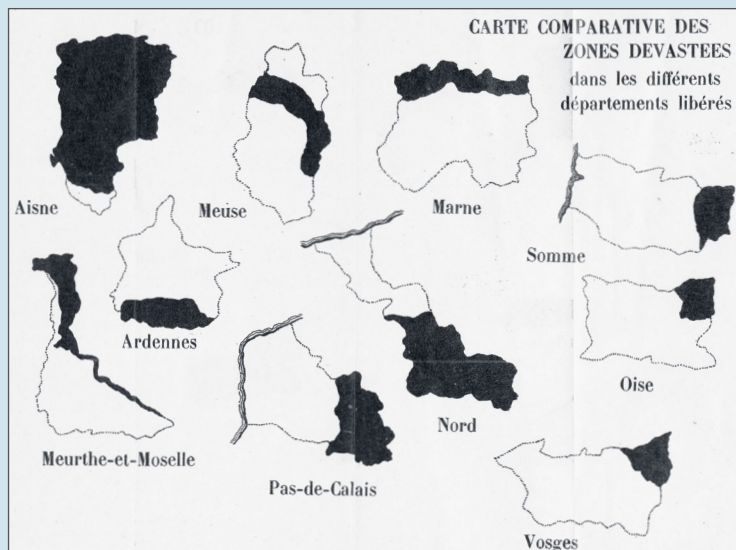 CARTE COMPARATIVE DES
ZONES DEVASTEES
dans les différents
départements libérés
Aisne
Meuse
Marne
Somme
Ardennes
Oise
Nord
Meurthe-et-Moselle
Pas-de-Calais
Vosges